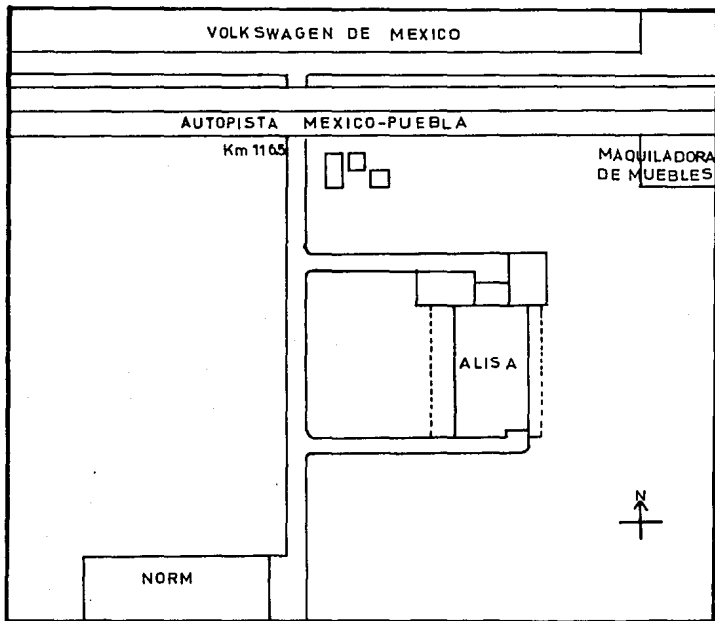 VOLKSWAGEN DE MEXICO
AUTOPISTA MEXICO-PUEBLA
Km 116.5
MAQUILADORA
DE MUEBLES
ALISA
N
NORM